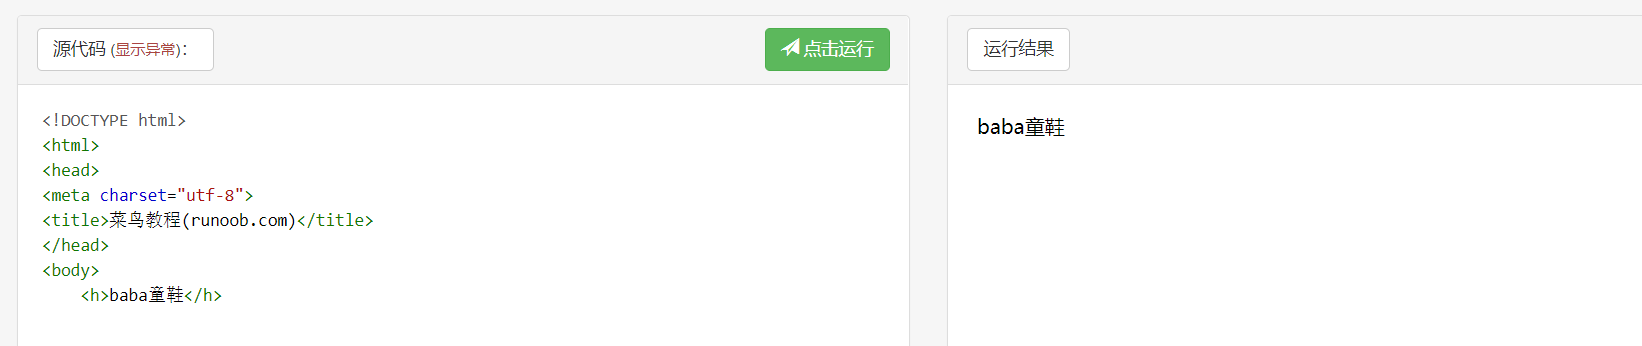 源代码 (显示异常)：
点击运行
<!DOCTYPE html>
<html>
<head>
<meta charset="utf-8">
<title>菜鸟教程(runoob.com)</title>
</head>
<body>
    <h>baba童鞋</h>
运行结果
baba童鞋